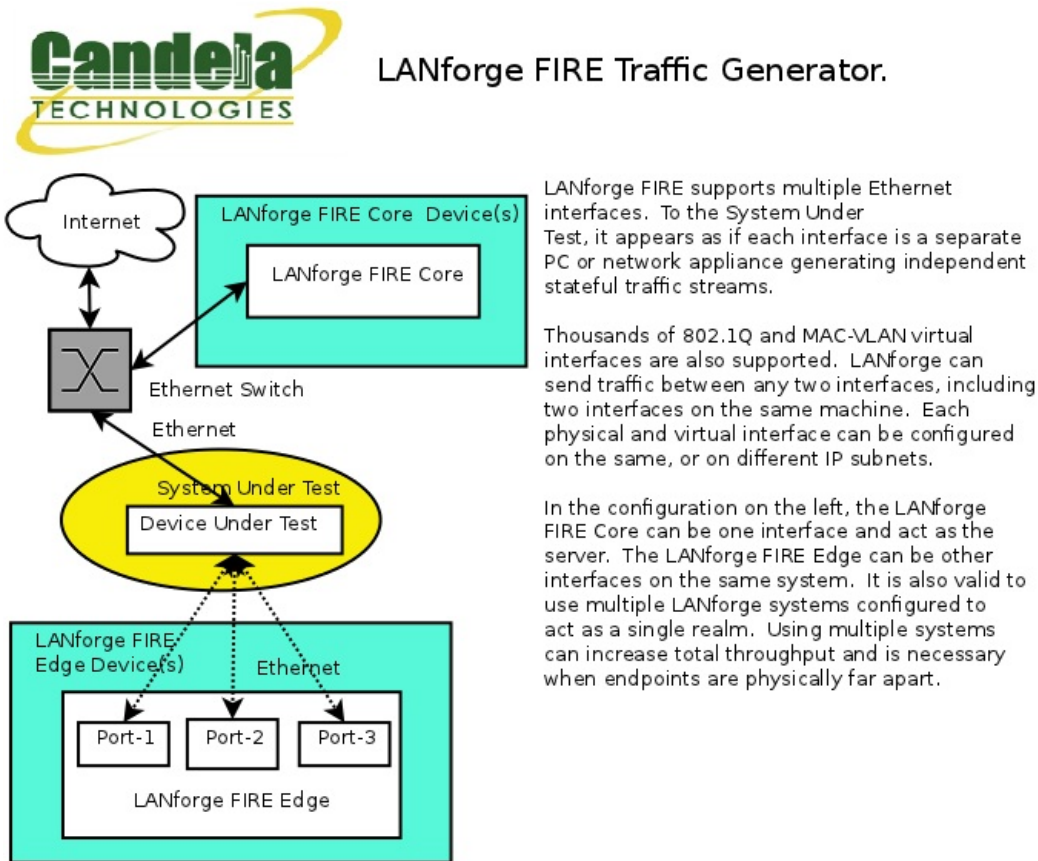 Candela
TECHNOLOGIES
LANforge FIRE Traffic Generator.
Internet
LANforge FIRE Core Device(s)
LANforge FIRE Core
Ethernet Switch
Ethernet
System Under Test
Device Under Test
LANforge FIRE
Edge Device(s)
Ethernet
Port-1
Port-2
Port-3
LANforge FIRE Edge
LANforge FIRE supports multiple Ethernet
interfaces. To the System Under
Test, it appears as if each interface is a separate
PC or network appliance generating independent
stateful traffic streams.
Thousands of 802.1Q and MAC-VLAN virtual
interfaces are also supported. LANforge can
send traffic between any two interfaces, including
two interfaces on the same machine. Each
physical and virtual interface can be configured
on the same, or on different IP subnets.
In the configuration on the left, the LANforge
FIRE Core can be one interface and act as the
server. The LANforge FIRE Edge can be other
interfaces on the same system. It is also valid to
use multiple LANforge systems configured to
act as a single realm. Using multiple systems
can increase total throughput and is necessary
when endpoints are physically far apart.